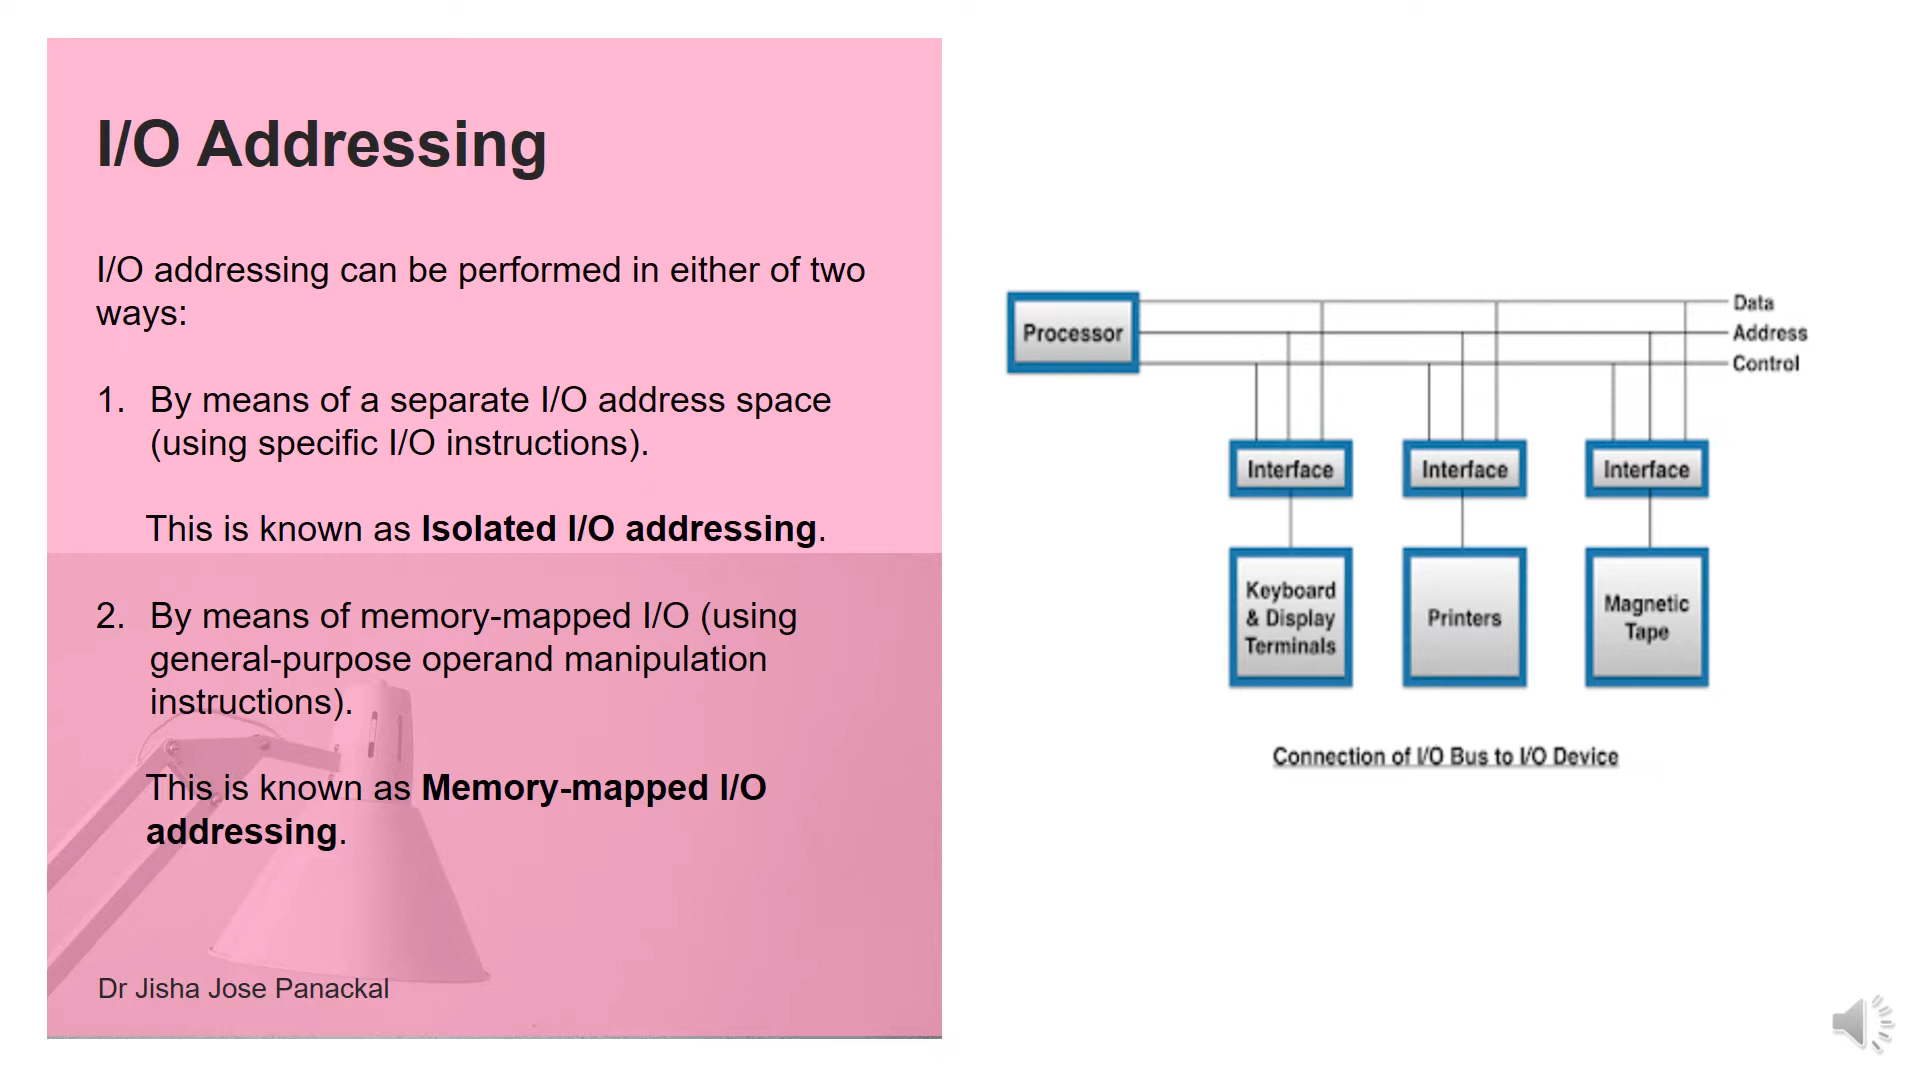 I/O Addressing
I/O addressing can be performed in either of two
ways:
1. By means of a separate I/O address space
(using specific I/O instructions).
This is known as Isolated I/O addressing.
2. By means of memory-mapped I/O (using
general-purpose operand manipulation
instructions).
This is known as Memory-mapped I/O
addressing.
Dr Jisha Jose Panackal
Processor
Data
Address
Control
Interface
Interface
Interface
Keyboard
& Display
Terminals
Printers
Magnetic
Tape
Connection of I/O Bus to I/O Device